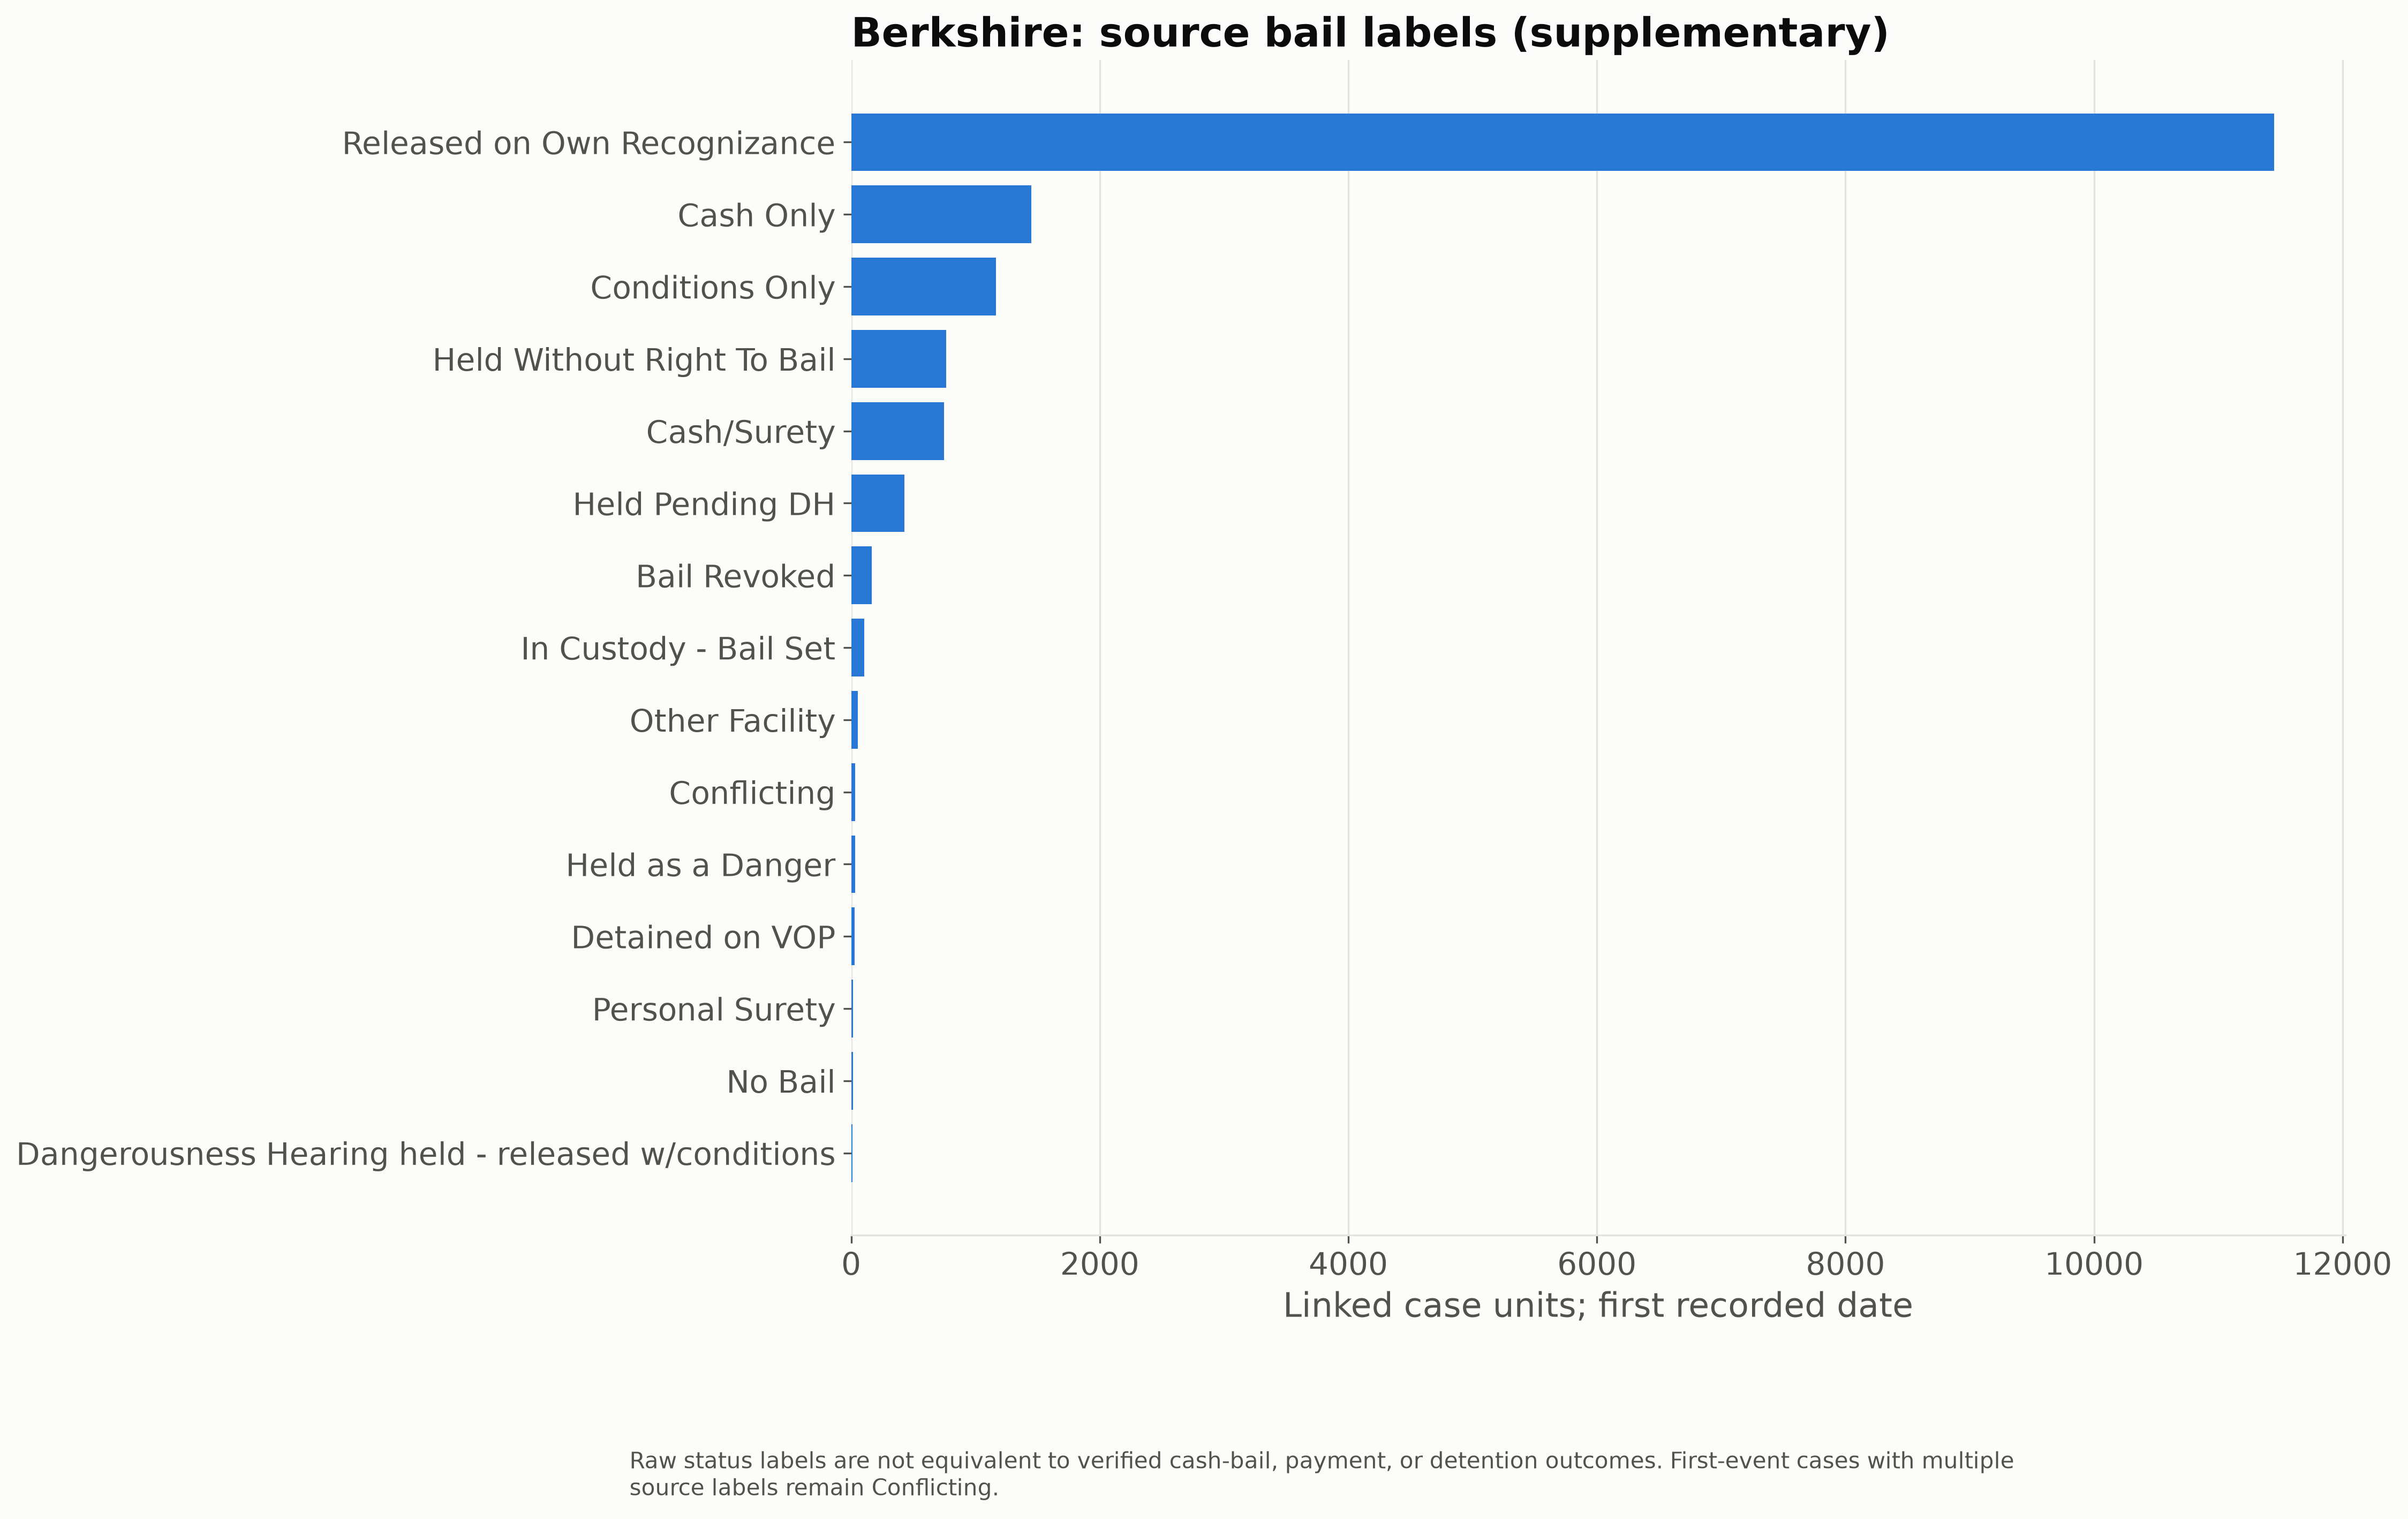 Berkshire: source bail labels (supplementary)
Released on Own Recognizance
Cash Only
Conditions Only
Held Without Right To Bail
Cash/Surety
Held Pending DH
Bail Revoked
In Custody - Bail Set
Other Facility
Conflicting
Held as a Danger
Detained on VOP
Personal Surety
No Bail
Dangerousness Hearing held - released w/conditions
0 2000 4000 6000 8000 10000 12000
Linked case units; first recorded date
Raw status labels are not equivalent to verified cash-bail, payment, or detention outcomes. First-event cases with multiple
source labels remain Conflicting.